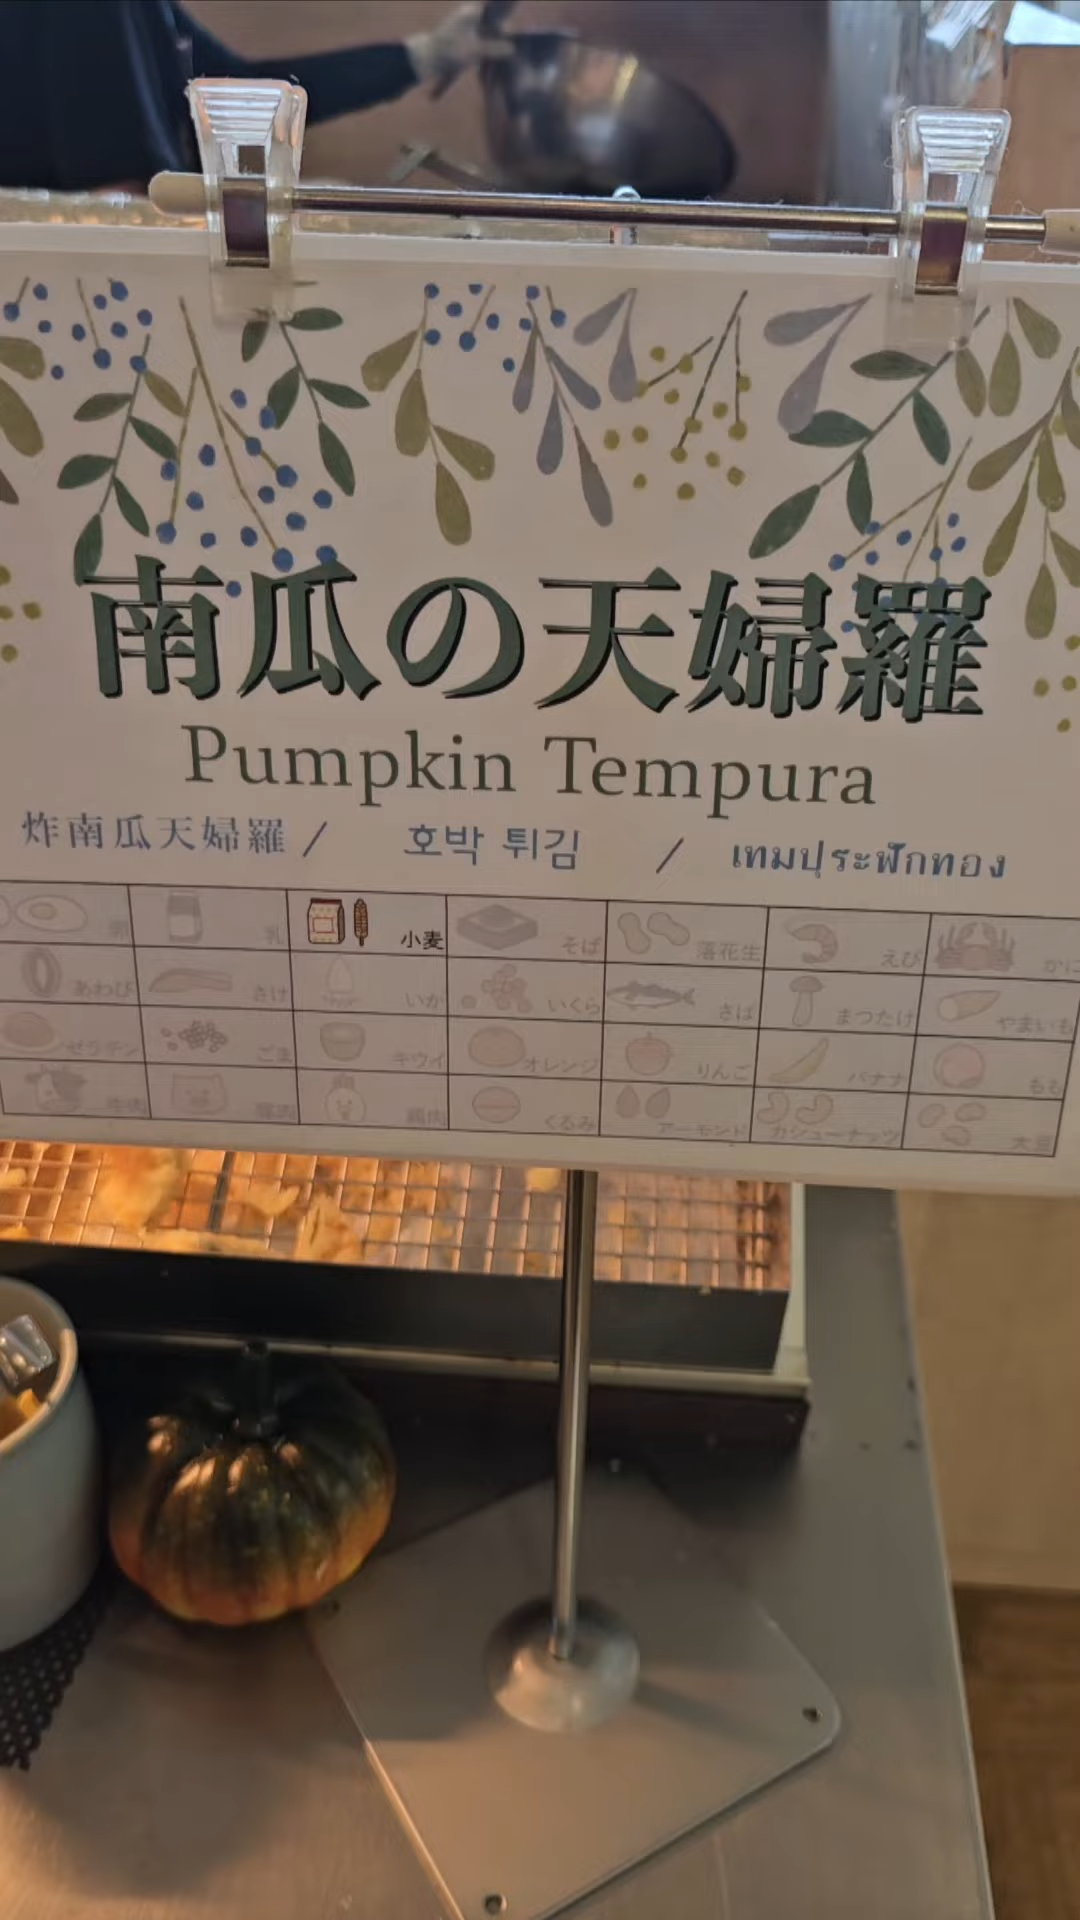 南瓜の天婦羅
Pumpkin Tempura
炸南瓜天婦羅 / 호박 튀김 / เทมปุระฟักทอง
卵 乳 小麦 そば 落花生 えび かに
あわび さけ いか いくら さば まつたけ やまいも
ゼラチン ごま キウイ オレンジ りんご バナナ もも
牛肉 豚肉 鶏肉 くるみ アーモンド カシューナッツ 大豆